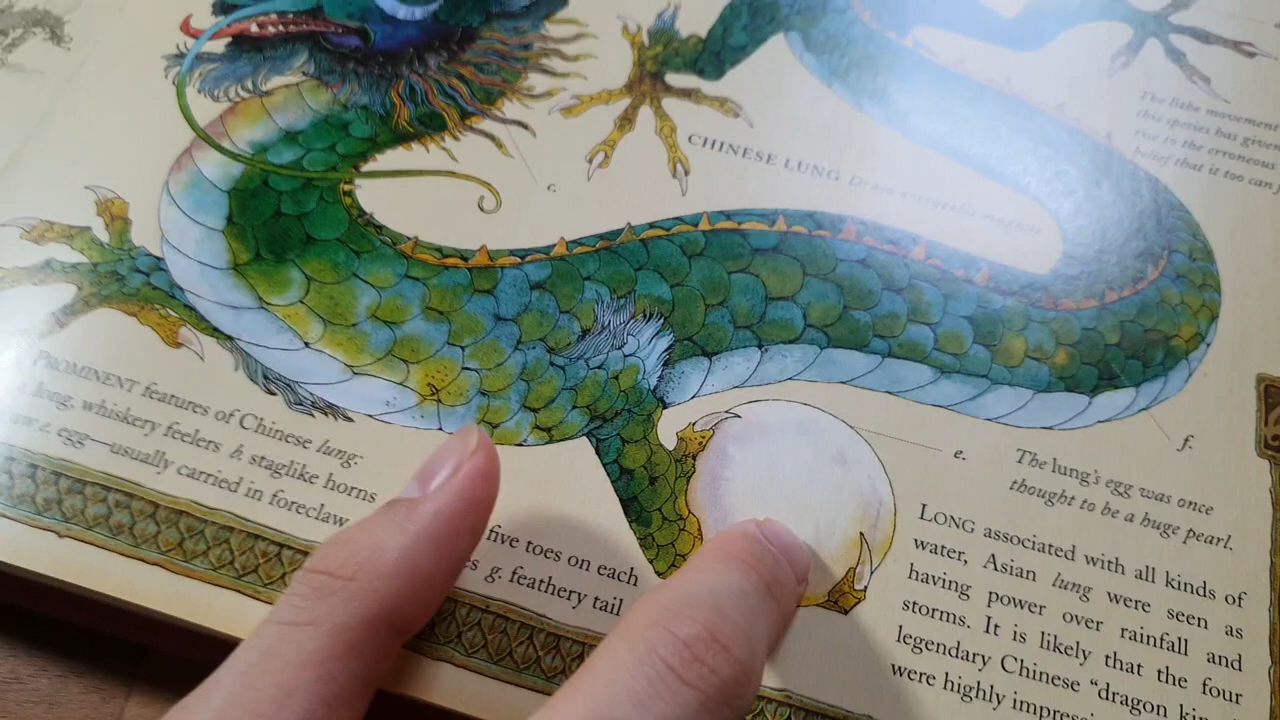 The lithe movement
this species has given
rise to the erroneous
belief that it too can
CHINESE LUNG Draco
c.
PROMINENT features of Chinese lung:
long, whiskery feelers b. staglike horns
e. egg—usually carried in foreclaw
five toes on each
g. feathery tail
e.
f.
The lung's egg was once
thought to be a huge pearl.
LONG associated with all kinds of
water, Asian lung were seen as
having power over rainfall and
storms. It is likely that the four
legendary Chinese “dragon
were highly